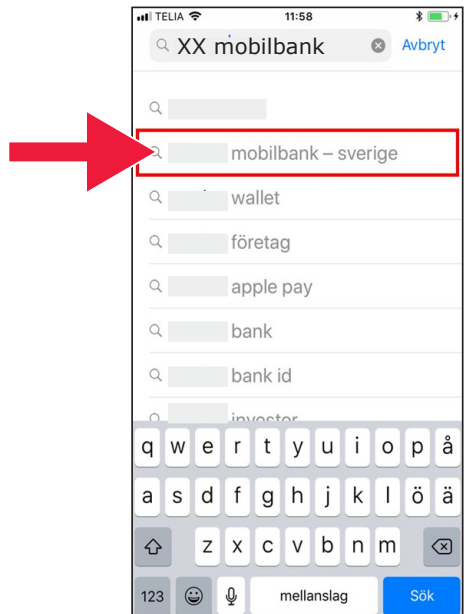 TELIA 11:58
XX mobilbank Avbryt
mobilbank – sverige
wallet
företag
apple pay
bank
bank id
investor
q w e r t y u i o p å
a s d f g h j k l ö ä
z x c v b n m
123 mellanslag Sök